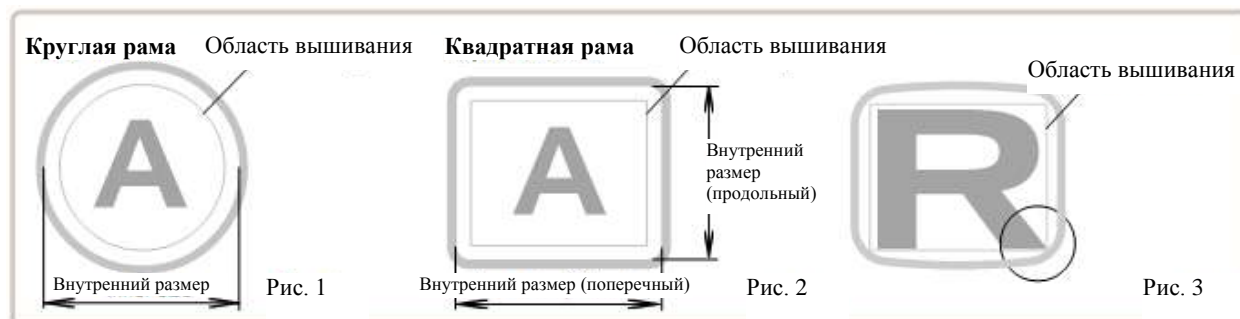 Круглая рама
Область вышивания
A
Внутренний размер
Рис. 1
Квадратная рама
Область вышивания
A
Внутренний
размер
(продольный)
Внутренний размер (поперечный)
Рис. 2
Область вышивания
R
Рис. 3